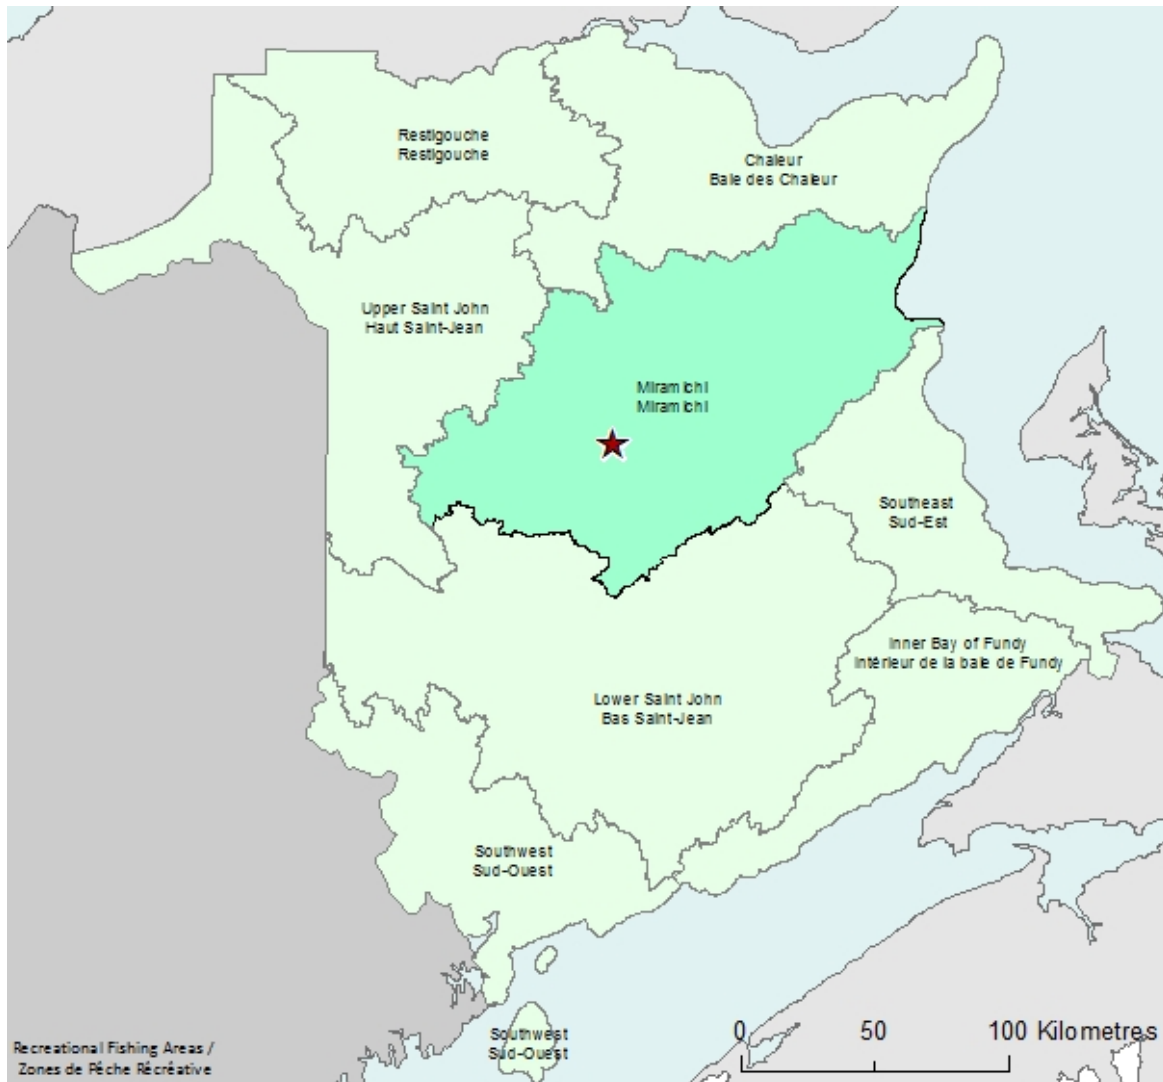 Restigouche
Restigouche
Chaleur
Baie des Chaleur
Upper Saint John
Haut Saint-Jean
Miramichi
Miramichi
Southeast
Sud-Est
Inner Bay of Fundy
Intérieur de la baie de Fundy
Lower Saint John
Bas Saint-Jean
Southwest
Sud-Ouest
Southwest
Sud-Ouest
0 50 100 Kilometres
Recreational Fishing Areas /
Zones de Pêche Récréative